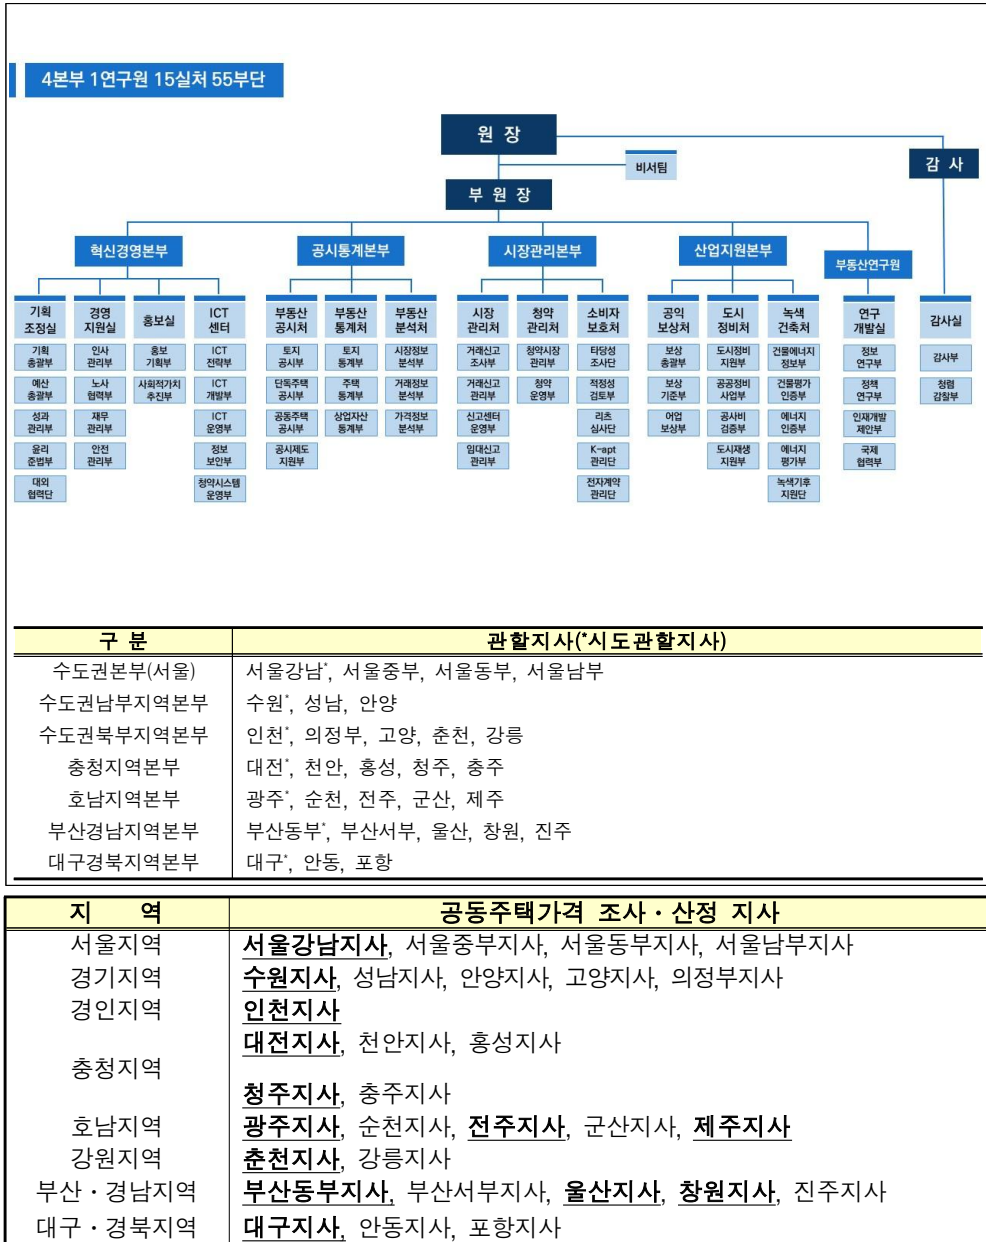 4본부 1연구원 15실처 55부단
원 장
비서팀
감 사
부 원 장
혁신경영본부
공시통계본부
시장관리본부
산업지원본부
부동산연구원
기획
조정실
경영
지원실
홍보실
ICT
센터
부동산
공시처
부동산
통계처
부동산
분석처
시장
관리처
청약
관리처
소비자
보호처
공익
보상처
도시
정비처
녹색
건축처
연구
개발실
감사실
기획
총괄부
인사
관리부
홍보
기획부
ICT
전략부
토지
공시부
토지
통계부
시장정보
분석부
거래신고
조사부
청약시장
관리부
타당성
조사단
보상
총괄부
도시정비
지원부
건물에너지
정보부
정보
연구부
감사부
예산
총괄부
노사
협력부
사회적가치
추진부
ICT
개발부
단독주택
공시부
주택
통계부
거래정보
분석부
거래신고
관리부
청약
운영부
적정성
검토부
보상
기준부
공공정비
사업부
건물평가
인증부
정책
연구부
청렴
감찰부
성과
관리부
재무
관리부
ICT
운영부
공동주택
공시부
상업자산
통계부
가격정보
분석부
신고센터
운영부
리츠
심사단
어업
보상부
공사비
검증부
에너지
인증부
인재개발
제안부
윤리
준법부
안전
관리부
정보
보안부
공시제도
지원부
임대신고
관리부
K-apt
관리단
도시재생
지원부
에너지
평가부
국제
협력부
대외
협력단
청약시스템
운영부
전자계약
관리단
녹색기후
지원단
구 분 관할지사(*시도관할지사)
수도권본부(서울) 서울강남*, 서울중부, 서울동부, 서울남부
수도권남부지역본부 수원*, 성남, 안양
수도권북부지역본부 인천*, 의정부, 고양, 춘천, 강릉
충청지역본부 대전*, 천안, 홍성, 청주, 충주
호남지역본부 광주*, 순천, 전주, 군산, 제주
부산경남지역본부 부산동부*, 부산서부, 울산, 창원, 진주
대구경북지역본부 대구*, 안동, 포항
지 역 공동주택가격 조사・산정 지사
서울지역 서울강남지사, 서울중부지사, 서울동부지사, 서울남부지사
경기지역 수원지사, 성남지사, 안양지사, 고양지사, 의정부지사
경인지역 인천지사
충청지역 대전지사, 천안지사, 홍성지사
청주지사, 충주지사
호남지역 광주지사, 순천지사, 전주지사, 군산지사, 제주지사
강원지역 춘천지사, 강릉지사
부산・경남지역 부산동부지사, 부산서부지사, 울산지사, 창원지사, 진주지사
대구・경북지역 대구지사, 안동지사, 포항지사